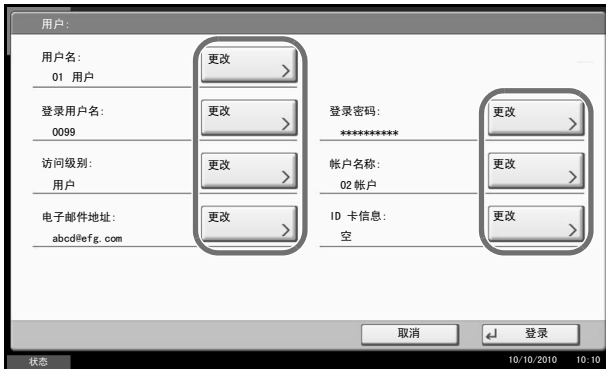 用户:
用户名:
01 用户
更改
登录用户名:
0099
更改
登录密码:
**********
更改
访问级别:
用户
更改
帐户名称:
02 帐户
更改
电子邮件地址:
abcd@efg.com
更改
ID 卡信息:
空
更改
取消
登录
状态
10/10/2010 10:10